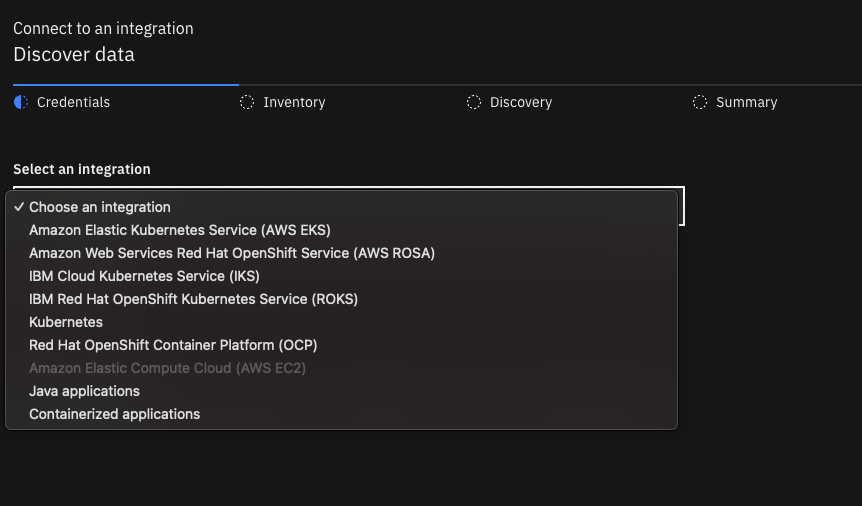 Connect to an integration
Discover data
Credentials
Inventory
Discovery
Summary
Select an integration
✓ Choose an integration
Amazon Elastic Kubernetes Service (AWS EKS)
Amazon Web Services Red Hat OpenShift Service (AWS ROSA)
IBM Cloud Kubernetes Service (IKS)
IBM Red Hat OpenShift Kubernetes Service (ROKS)
Kubernetes
Red Hat OpenShift Container Platform (OCP)
Amazon Elastic Compute Cloud (AWS EC2)
Java applications
Containerized applications